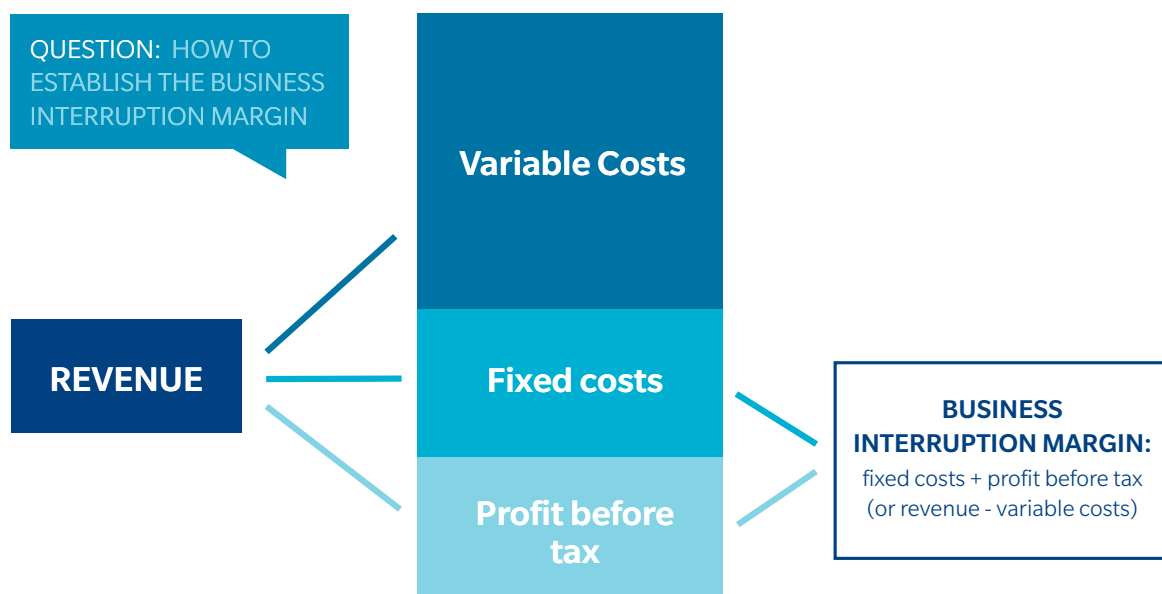 QUESTION: HOW TO
ESTABLISH THE BUSINESS
INTERRUPTION MARGIN
Variable Costs
REVENUE
Fixed costs
Profit before
tax
BUSINESS
INTERRUPTION MARGIN:
fixed costs + profit before tax
(or revenue - variable costs)